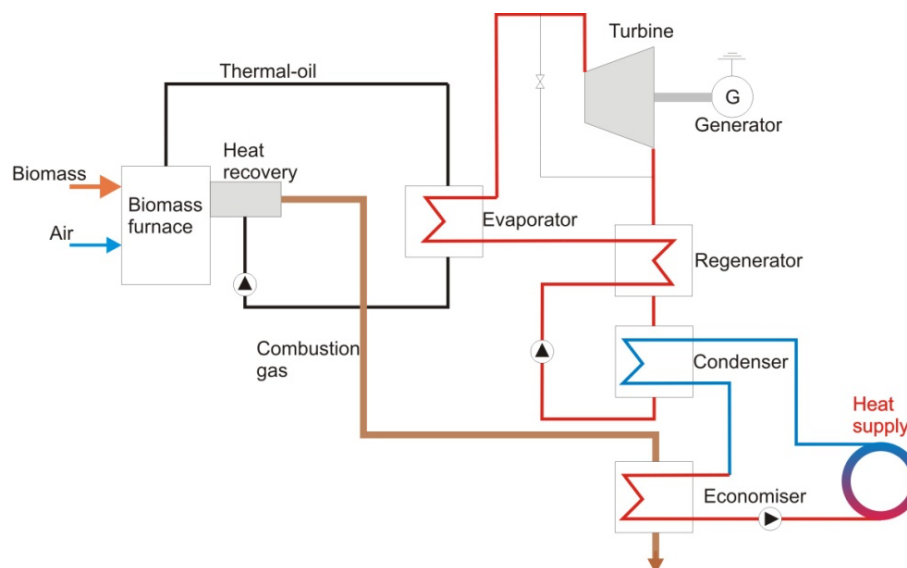 Turbine
Thermal-oil
G
Generator
Heat
recovery
Biomass
Biomass
furnace
Air
Evaporator
Regenerator
Combustion
gas
Condenser
Heat
supply
Economiser